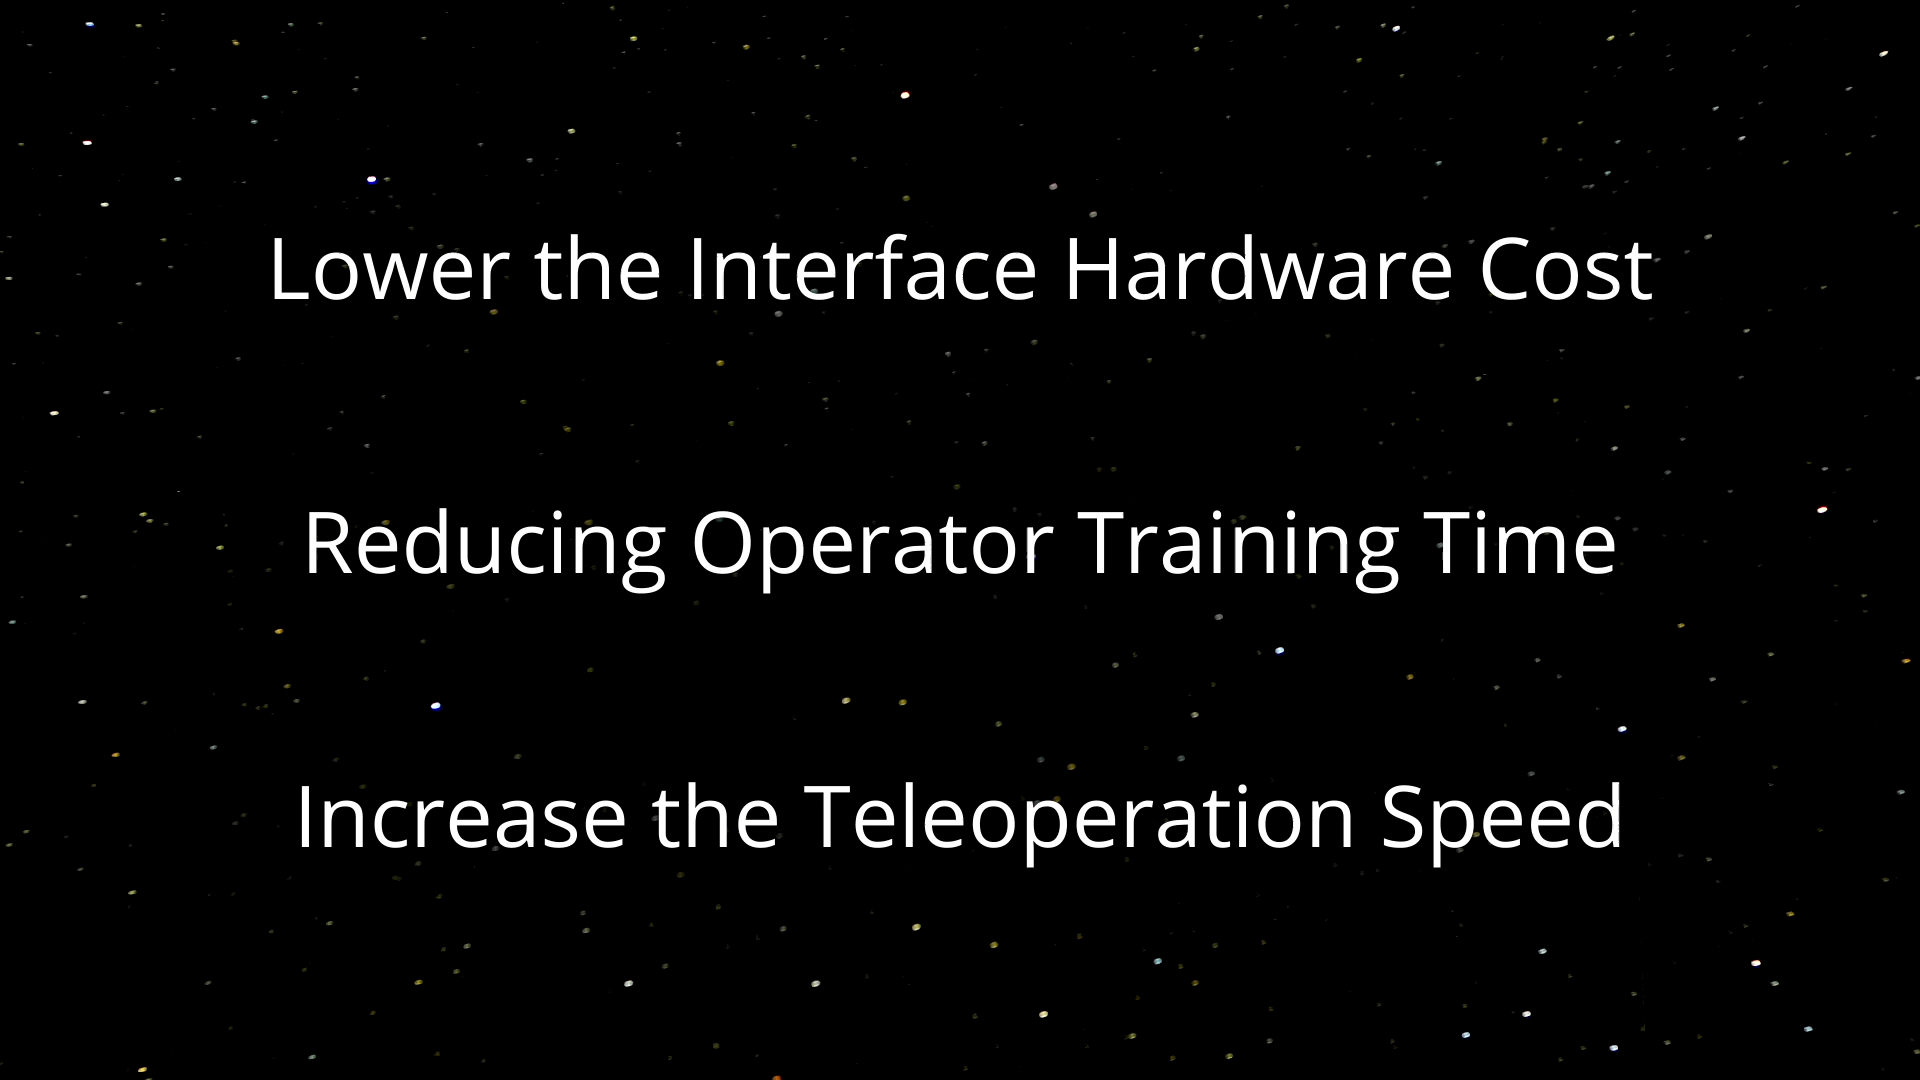 Lower the Interface Hardware Cost
Reducing Operator Training Time
Increase the Teleoperation Speed